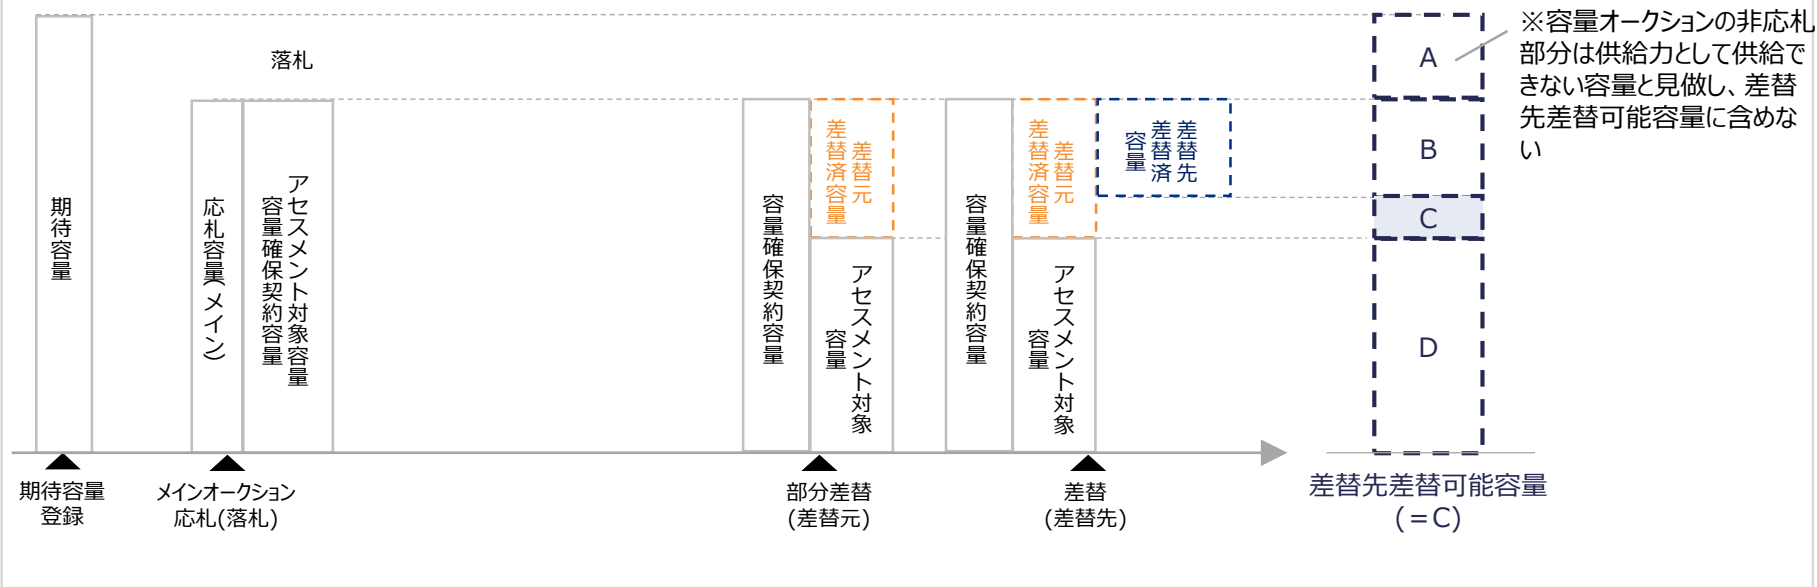 落札
期待容量
応札容量(メイン)
アセスメント対象容量
容量確保契約容量
容量確保契約容量
差替元
差替済容量
アセスメント対象
容量
容量確保契約容量
差替元
差替済容量
アセスメント対象
容量
差替先
差替済
容量
A
B
C
D
※容量オークションの非応札
部分は供給力として供給で
きない容量と見做し、差替
先差替可能容量に含めな
い
期待容量
登録
メインオークション
応札(落札)
部分差替
(差替元)
差替
(差替先)
差替先差替可能容量
(=C)